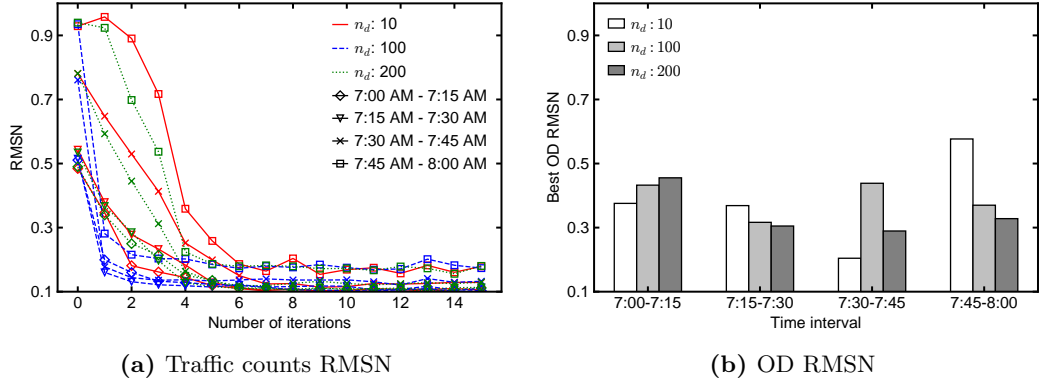 0.9
0.7
0.5
0.3
0.1
RMSN
0 2 4 6 8 10 12 14
Number of iterations
n_d: 10
n_d: 100
n_d: 200
7:00 AM - 7:15 AM
7:15 AM - 7:30 AM
7:30 AM - 7:45 AM
7:45 AM - 8:00 AM
(a) Traffic counts RMSN
0.9
0.7
0.5
0.3
0.1
Best OD RMSN
n_d : 10
n_d : 100
n_d : 200
7:00-7:15 7:15-7:30 7:30-7:45 7:45-8:00
Time interval
(b) OD RMSN